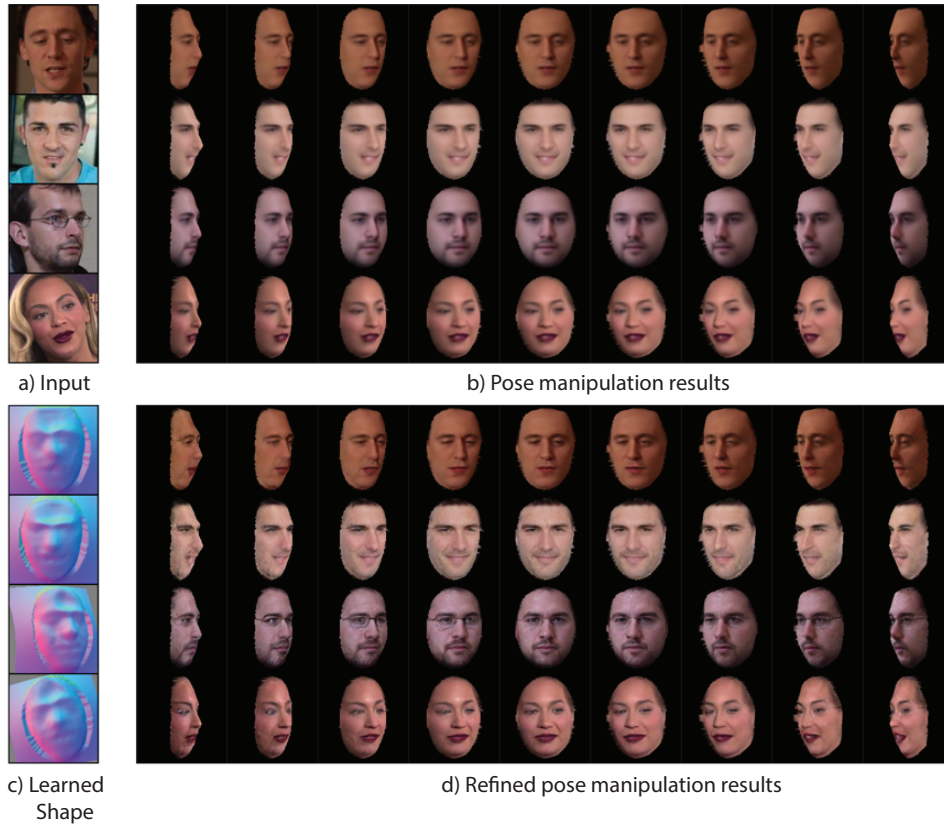 a) Input
b) Pose manipulation results
c) Learned
Shape
d) Refined pose manipulation results